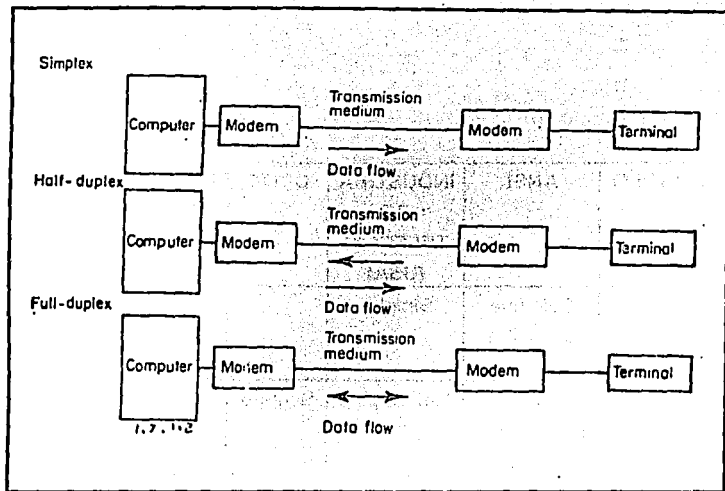 Simplex
Computer
Modem
Transmission
medium
Data flow
Modem
Terminal
Half-duplex
Computer
Modem
Transmission
medium
Data flow
Modem
Terminal
Full-duplex
Computer
Modem
Transmission
medium
Data flow
Modem
Terminal